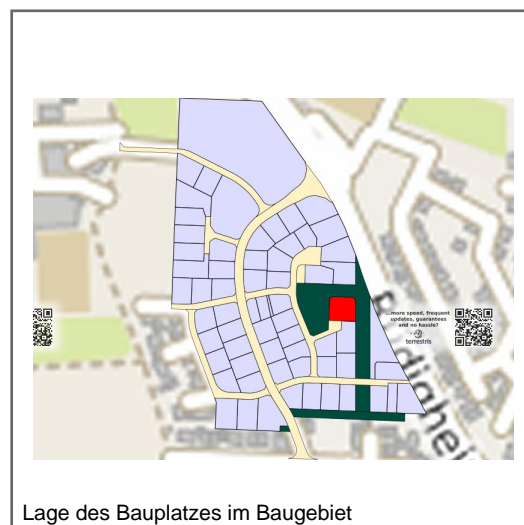 ...more speed, frequent
updates, guarantees
and no hassle?
terrestris
Lage des Bauplatzes im Baugebiet